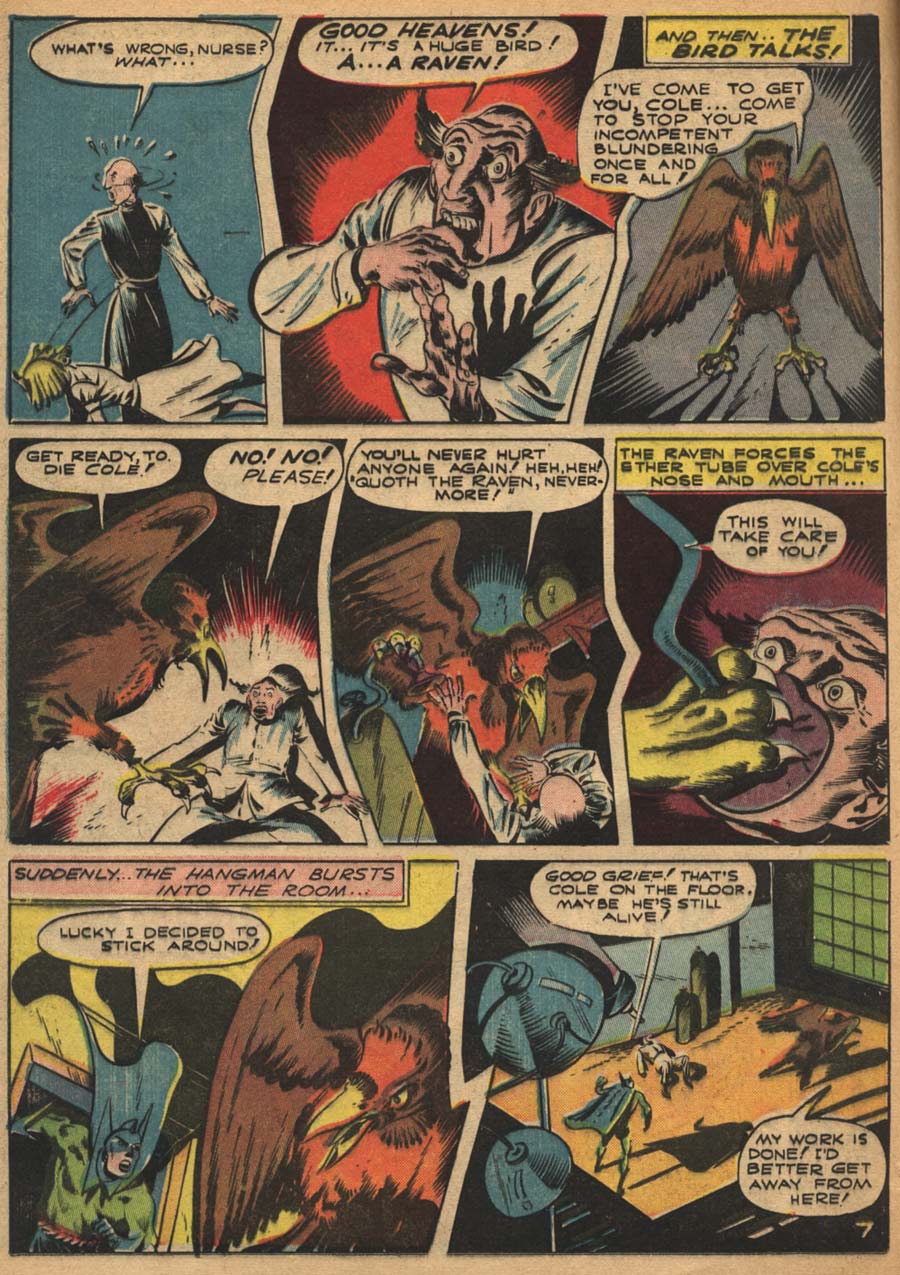 WHAT'S WRONG, NURSE?
WHAT...
GOOD HEAVENS!
IT... IT'S A HUGE BIRD!
A...A RAVEN!
AND THEN.. THE
BIRD TALKS!
I'VE COME TO GET
YOU, COLE... COME
TO STOP YOUR
INCOMPETENT
BLUNDERING
ONCE AND
FOR ALL!
GET READY, TO.
DIE COLE!
NO! NO!
PLEASE!
YOU'LL NEVER HURT
ANYONE AGAIN! HEH, HEH!
"QUOTH THE RAVEN, NEVER-
MORE!"
THE RAVEN FORCES THE
ETHER TUBE OVER COLE'S
NOSE AND MOUTH...
THIS WILL
TAKE CARE
OF YOU!
SUDDENLY... THE HANGMAN BURSTS
INTO THE ROOM...
LUCKY I DECIDED TO
STICK AROUND!
GOOD GRIEF! THAT'S
COLE ON THE FLOOR.
MAYBE HE'S STILL
ALIVE!
MY WORK IS
DONE! I'D
BETTER GET
AWAY FROM
HERE!
7